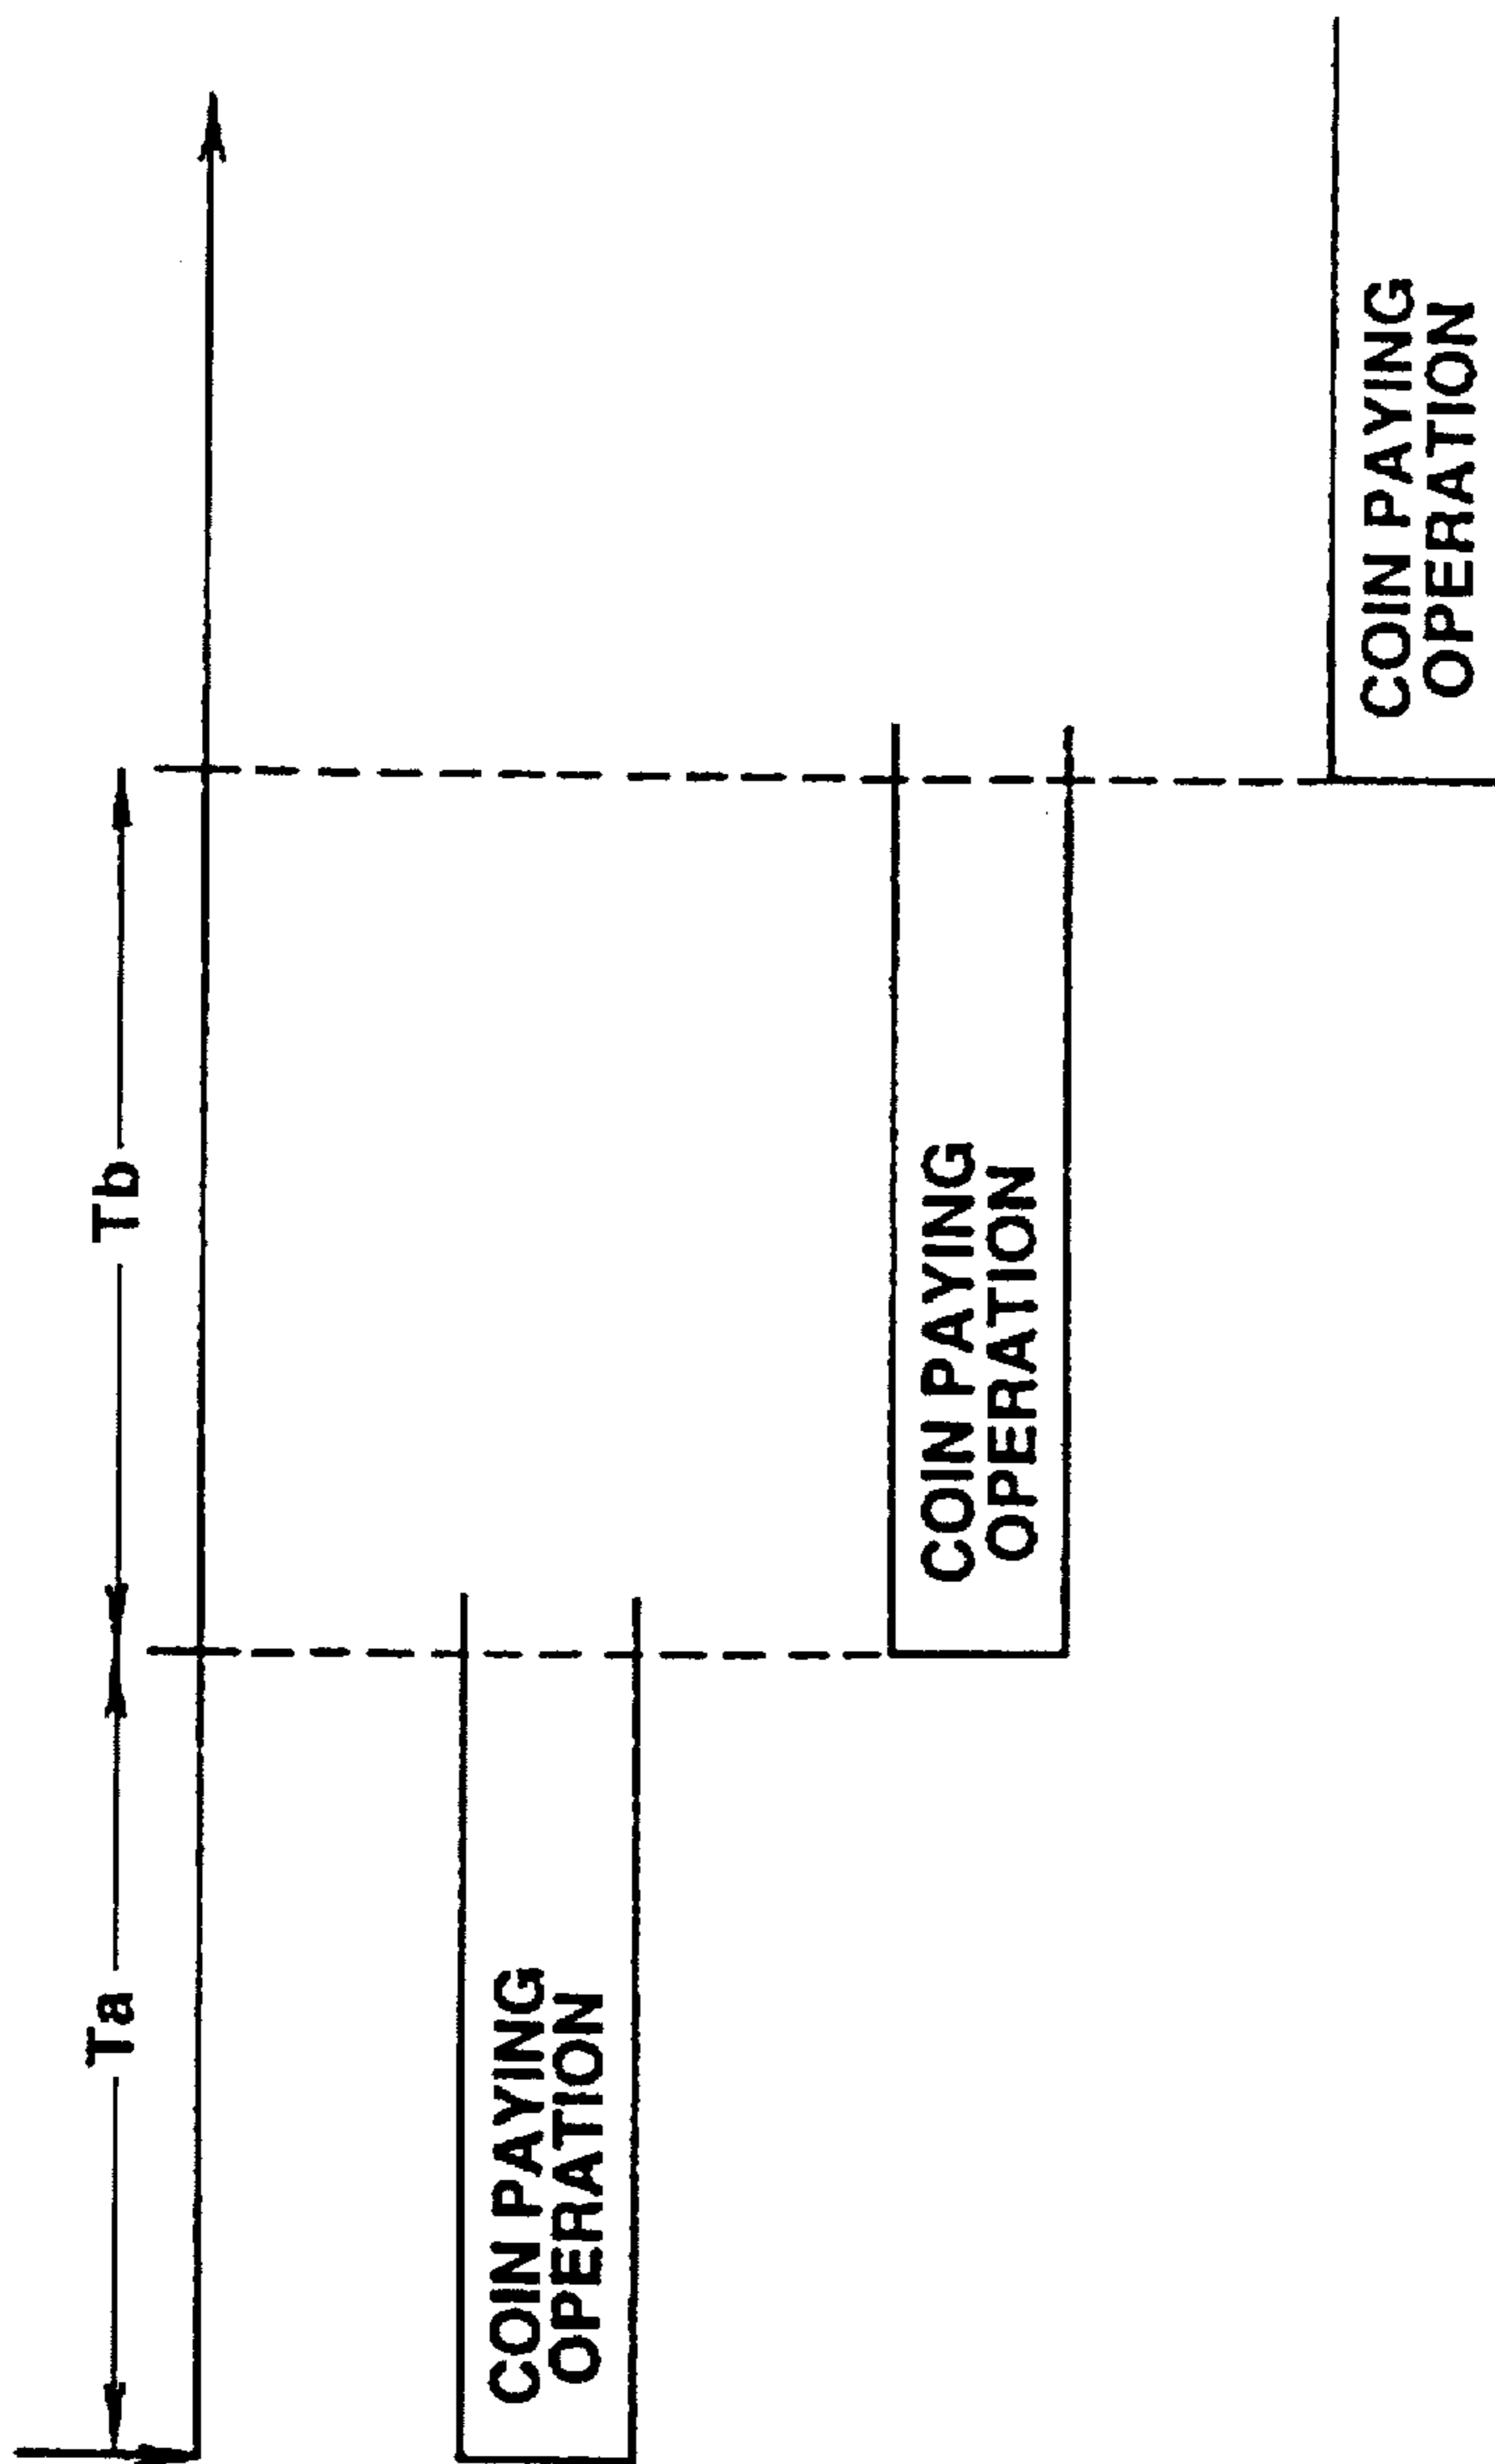 Ta
Tb
COIN PAYING
OPERATION
COIN PAYING
OPERATION
COIN PAYING
OPERATION